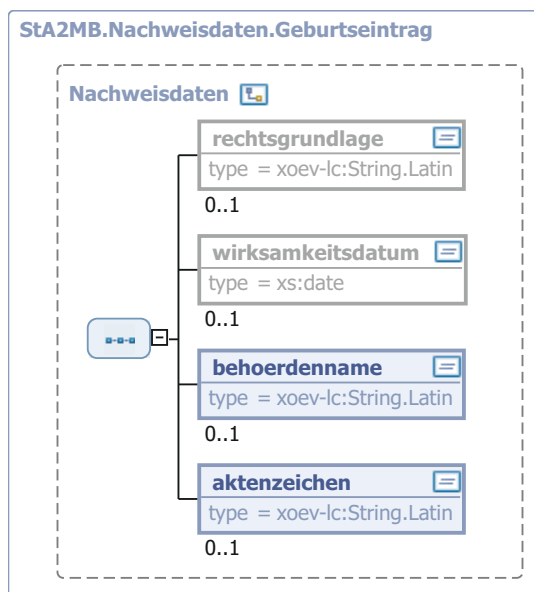 StA2MB.Nachweisdaten.Geburtseintrag
Nachweisdaten
rechtsgrundlage
type = xoev-lc:String.Latin
0..1
wirksamkeitsdatum
type = xs:date
0..1
behoerdenname
type = xoev-lc:String.Latin
0..1
aktenzeichen
type = xoev-lc:String.Latin
0..1